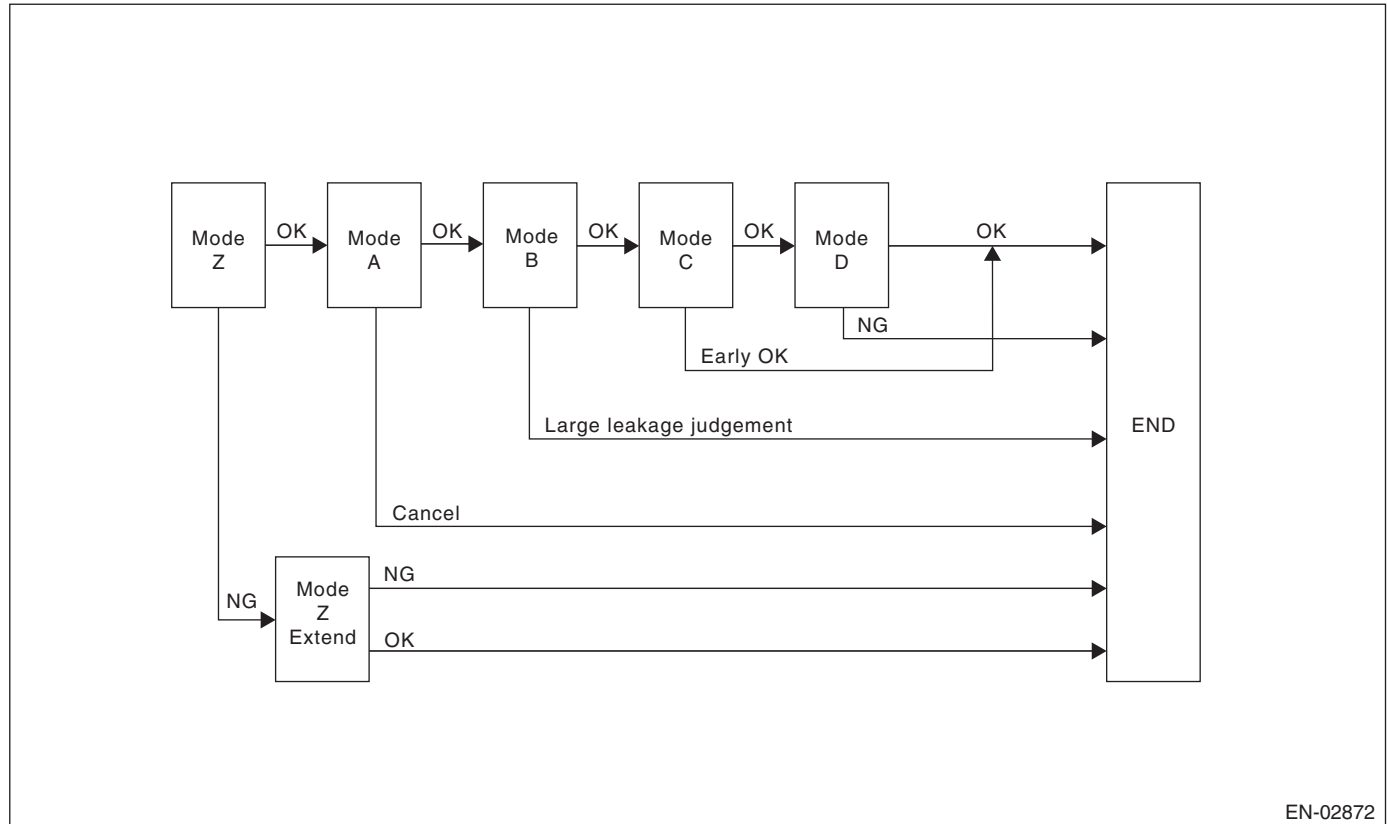 Mode
Z
OK
Mode
A
OK
Mode
B
OK
Mode
C
OK
Mode
D
OK
NG
Early OK
Large leakage judgement
END
Cancel
NG
Mode
Z
Extend
NG
OK
EN-02872